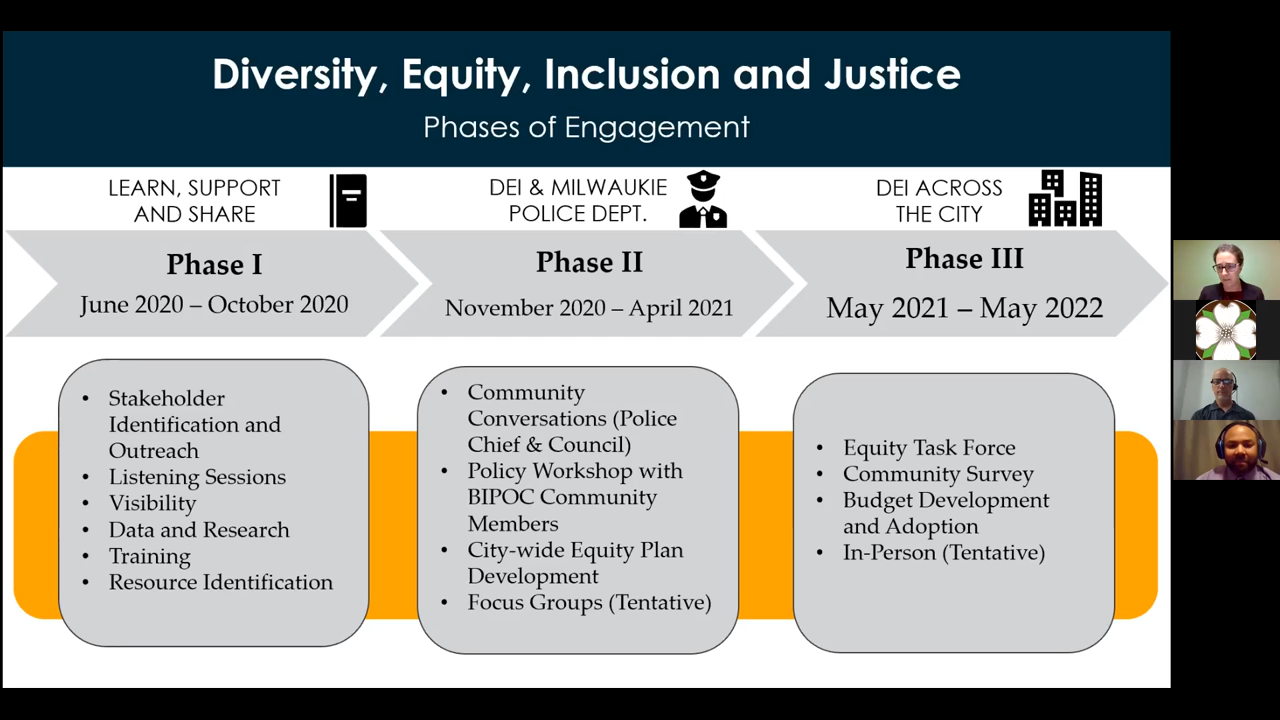 Diversity, Equity, Inclusion and Justice
Phases of Engagement
LEARN, SUPPORT
AND SHARE
Phase I
June 2020 – October 2020
• Stakeholder
Identification and
Outreach
• Listening Sessions
• Visibility
• Data and Research
• Training
• Resource Identification
DEI & MILWAUKIE
POLICE DEPT.
Phase II
November 2020 – April 2021
• Community
Conversations (Police
Chief & Council)
• Policy Workshop with
BIPOC Community
Members
• City-wide Equity Plan
Development
• Focus Groups (Tentative)
DEI ACROSS
THE CITY
Phase III
May 2021 – May 2022
• Equity Task Force
• Community Survey
• Budget Development
and Adoption
• In-Person (Tentative)